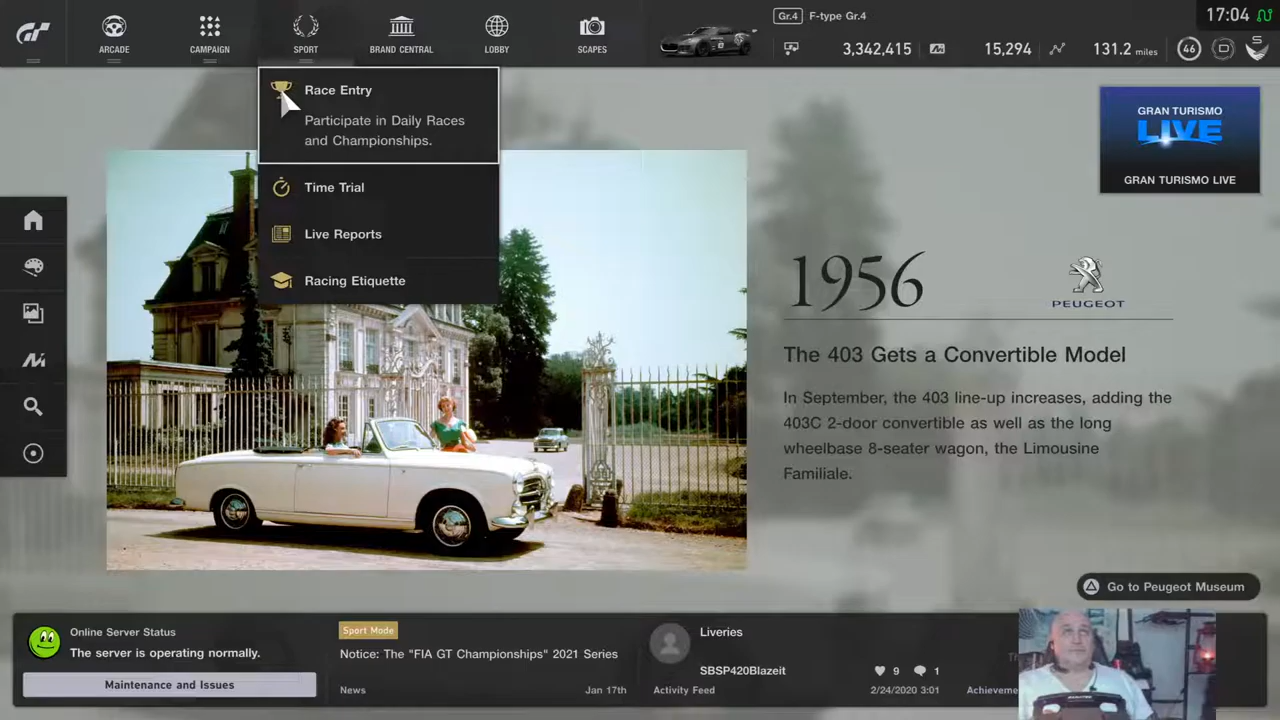 ARCADE
CAMPAIGN
SPORT
BRAND CENTRAL
LOBBY
SCAPES
Gr.4 F-type Gr.4
3,342,415
15,294
131.2 miles
46
S
17:04
Race Entry
Participate in Daily Races
and Championships.
Time Trial
Live Reports
Racing Etiquette
GRAN TURISMO
LIVE
GRAN TURISMO LIVE
1956
PEUGEOT
The 403 Gets a Convertible Model
In September, the 403 line-up increases, adding the
403C 2-door convertible as well as the long
wheelbase 8-seater wagon, the Limousine
Familiale.
Go to Peugeot Museum
Online Server Status
The server is operating normally.
Maintenance and Issues
Sport Mode
Notice: The "FIA GT Championships" 2021 Series
News
Jan 17th
Liveries
SBSP420Blazeit
9
1
Activity Feed
2/24/2020 3:01